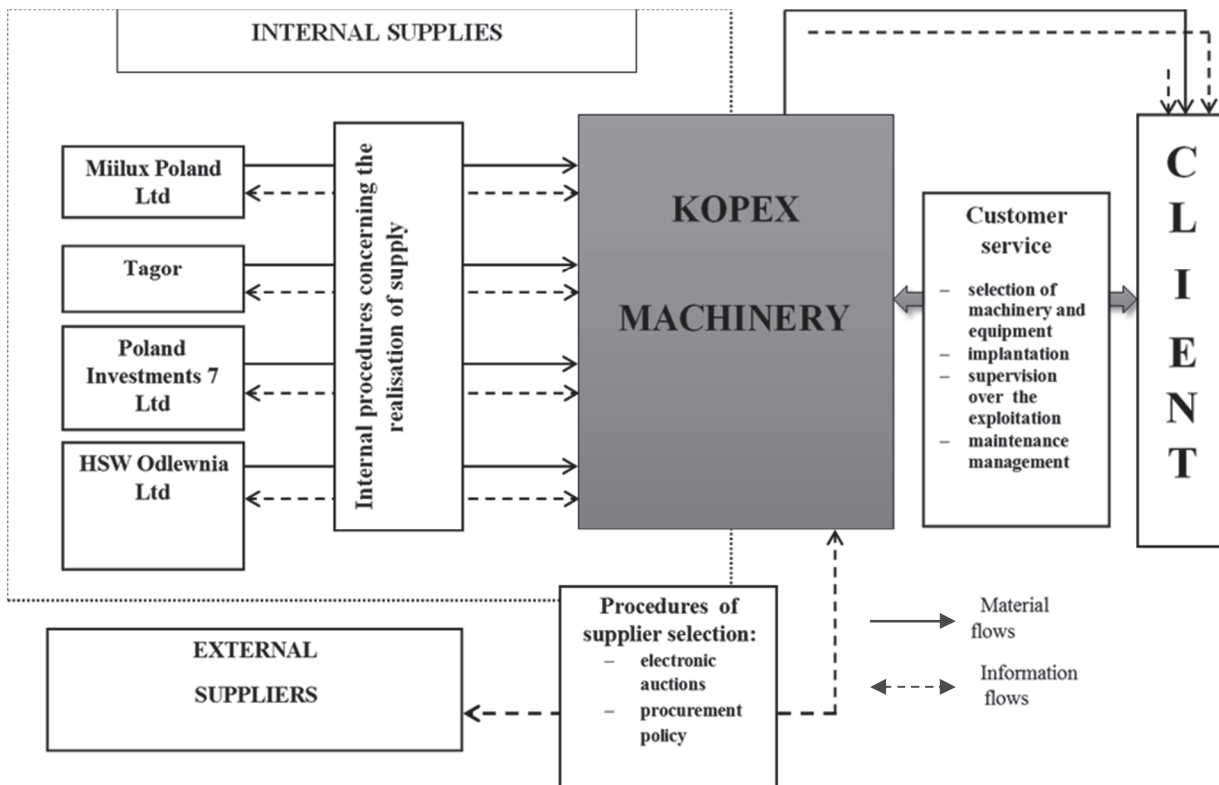 INTERNAL SUPPLIES
Miilux Poland
Ltd
Tagor
Poland
Investments 7
Ltd
HSW Odlewnia
Ltd
Internal procedures concerning the
realisation of supply
KOPEX
MACHINERY
Customer
service
– selection of
machinery and
equipment
– implantation
– supervision
over the
exploitation
– maintenance
management
CLIENT
EXTERNAL
SUPPLIERS
Procedures of
supplier selection:
– electronic
auctions
– procurement
policy
Material
flows
Information
flows